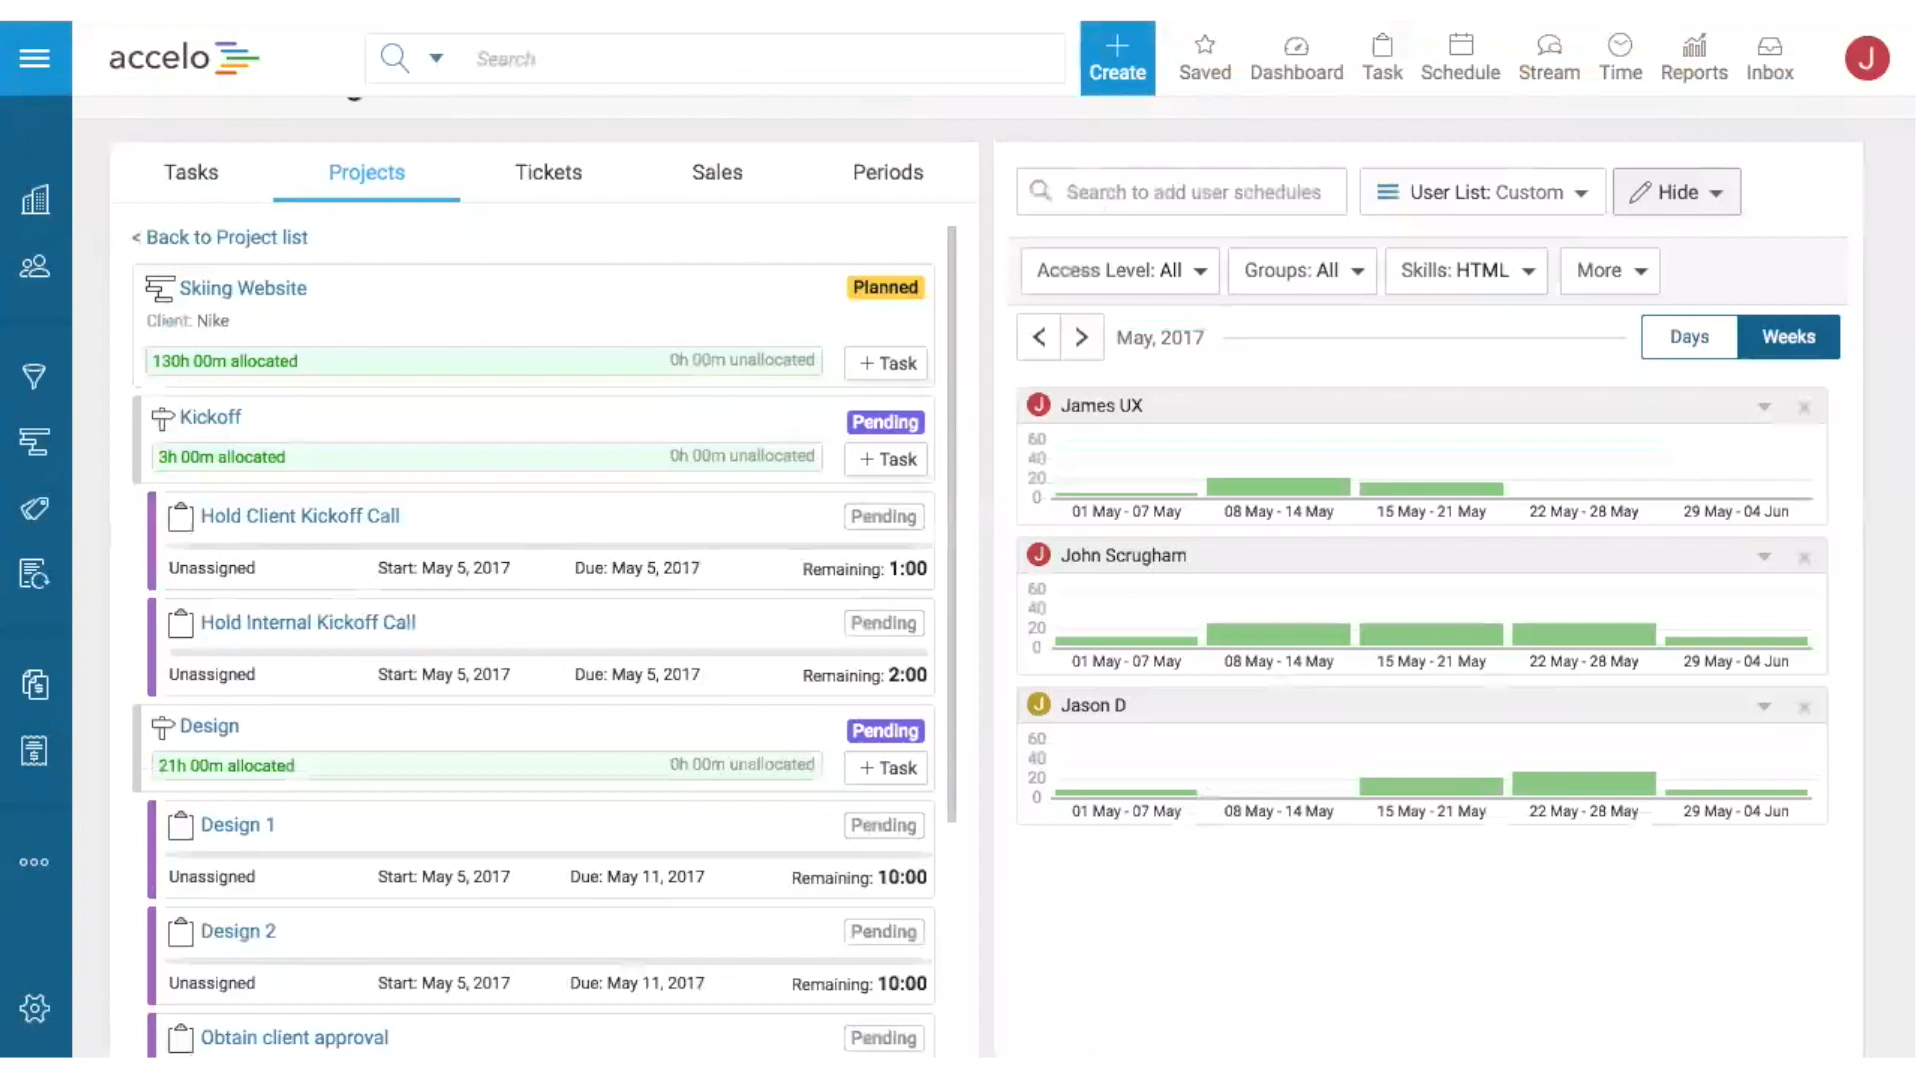 accelo
Search
Create
Saved
Dashboard
Task
Schedule
Stream
Time
Reports
Inbox
J
Tasks
Projects
Tickets
Sales
Periods
< Back to Project list
Skiing Website
Planned
Client: Nike
130h 00m allocated
0h 00m unallocated
+ Task
Kickoff
Pending
3h 00m allocated
0h 00m unallocated
+ Task
Hold Client Kickoff Call
Pending
Unassigned
Start: May 5, 2017
Due: May 5, 2017
Remaining: 1:00
Hold Internal Kickoff Call
Pending
Unassigned
Start: May 5, 2017
Due: May 5, 2017
Remaining: 2:00
Design
Pending
21h 00m allocated
0h 00m unallocated
+ Task
Design 1
Pending
Unassigned
Start: May 5, 2017
Due: May 11, 2017
Remaining: 10:00
Design 2
Pending
Unassigned
Start: May 5, 2017
Due: May 11, 2017
Remaining: 10:00
Obtain client approval
Pending
Search to add user schedules
User List: Custom
Hide
Access Level: All
Groups: All
Skills: HTML
More
< > May, 2017
Days
Weeks
J James UX
60
40
20
0
01 May - 07 May
08 May - 14 May
15 May - 21 May
22 May - 28 May
29 May - 04 Jun
J John Scrugham
60
40
20
0
01 May - 07 May
08 May - 14 May
15 May - 21 May
22 May - 28 May
29 May - 04 Jun
J Jason D
60
40
20
0
01 May - 07 May
08 May - 14 May
15 May - 21 May
22 May - 28 May
29 May - 04 Jun